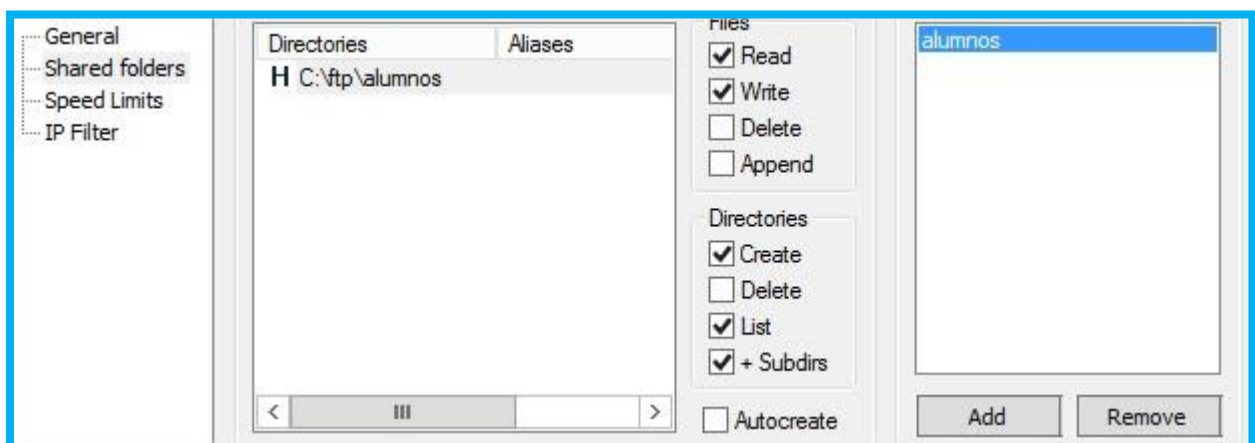 General
Shared folders
Speed Limits
IP Filter
Directories Aliases
H C:\ftp\alumnos
Files
Read
Write
Delete
Append
Directories
Create
Delete
List
+ Subdirs
Autocreate
alumnos
Add Remove